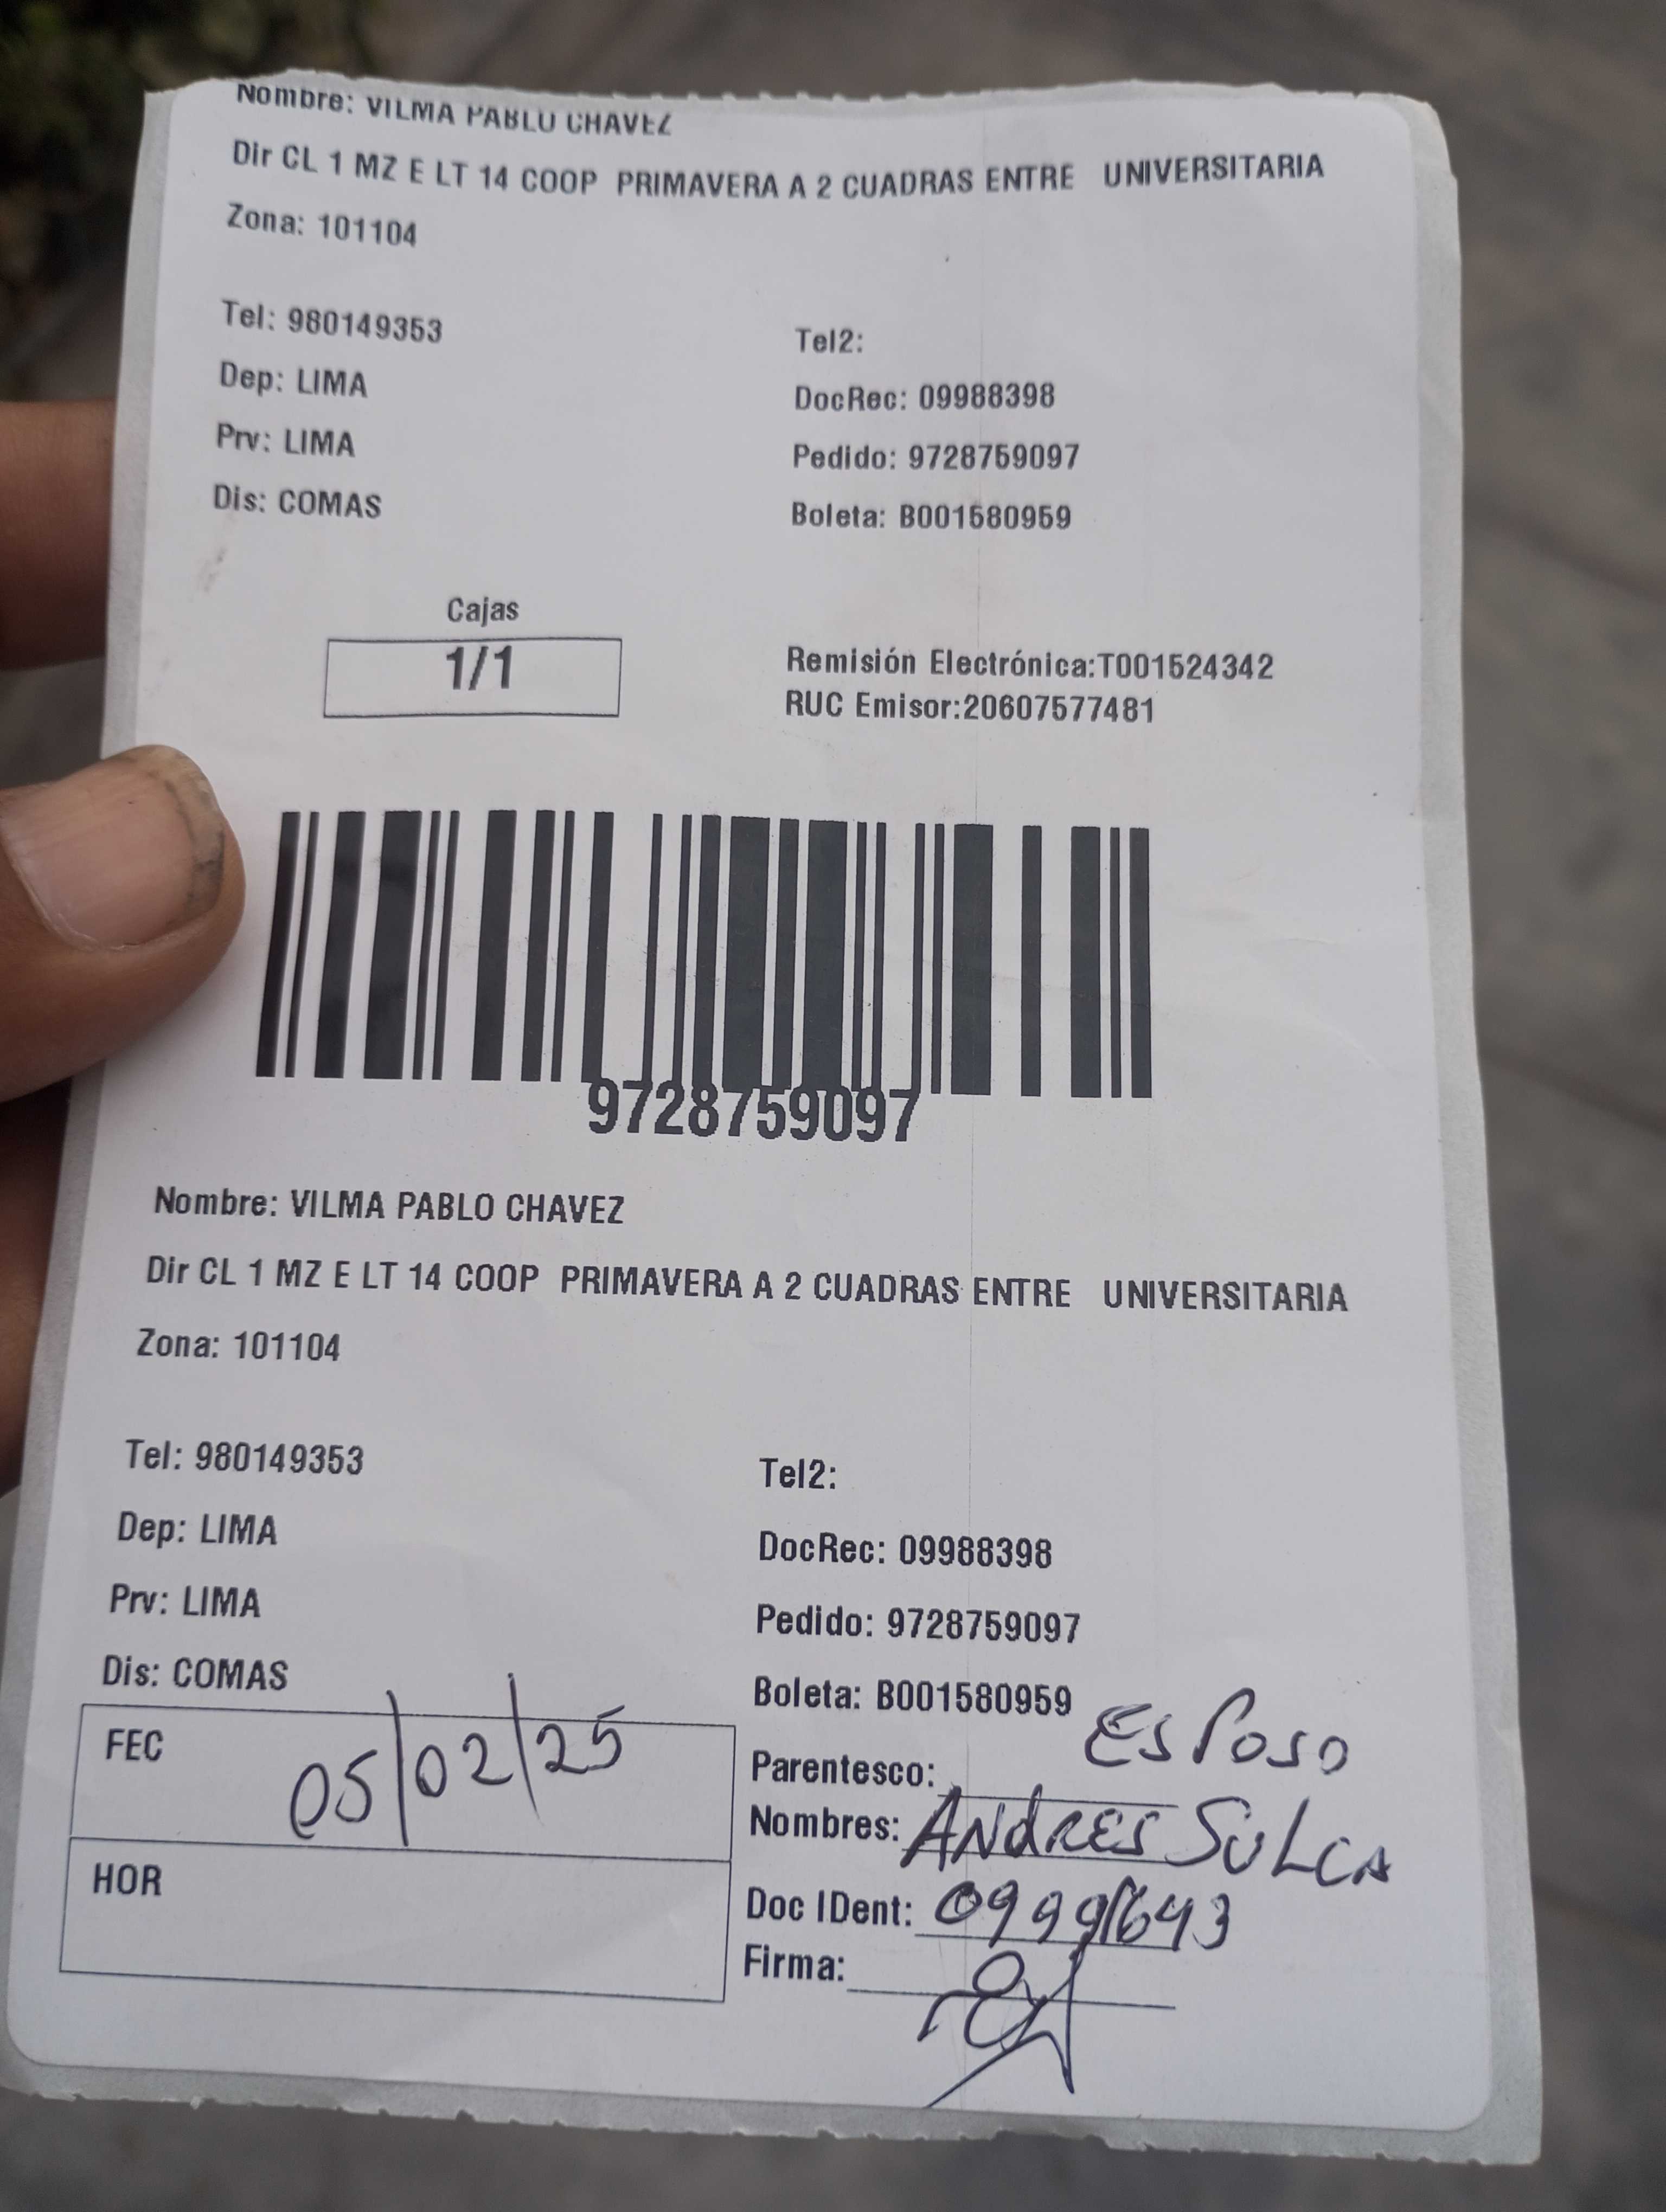 Nombre: VILMA PABLO CHAVEZ
Dir CL 1 MZ E LT 14 COOP PRIMAVERA A 2 CUADRAS ENTRE UNIVERSITARIA
Zona: 101104
Tel: 980149353
Tel2:
Dep: LIMA
DocRec: 09988398
Prv: LIMA
Pedido: 9728759097
Dis: COMAS
Boleta: B001580959
Cajas
1/1
Remisión Electrónica:T001524342
RUC Emisor:20607577481
9728759097
Nombre: VILMA PABLO CHAVEZ
Dir CL 1 MZ E LT 14 COOP PRIMAVERA A 2 CUADRAS ENTRE UNIVERSITARIA
Zona: 101104
Tel: 980149353
Tel2:
Dep: LIMA
DocRec: 09988398
Prv: LIMA
Pedido: 9728759097
Dis: COMAS
Boleta: B001580959
FEC 05/02/25
Parentesco: ESPOSO
Nombres: ANdRES SULCA
HOR
Doc IDent: 09991643
Firma: